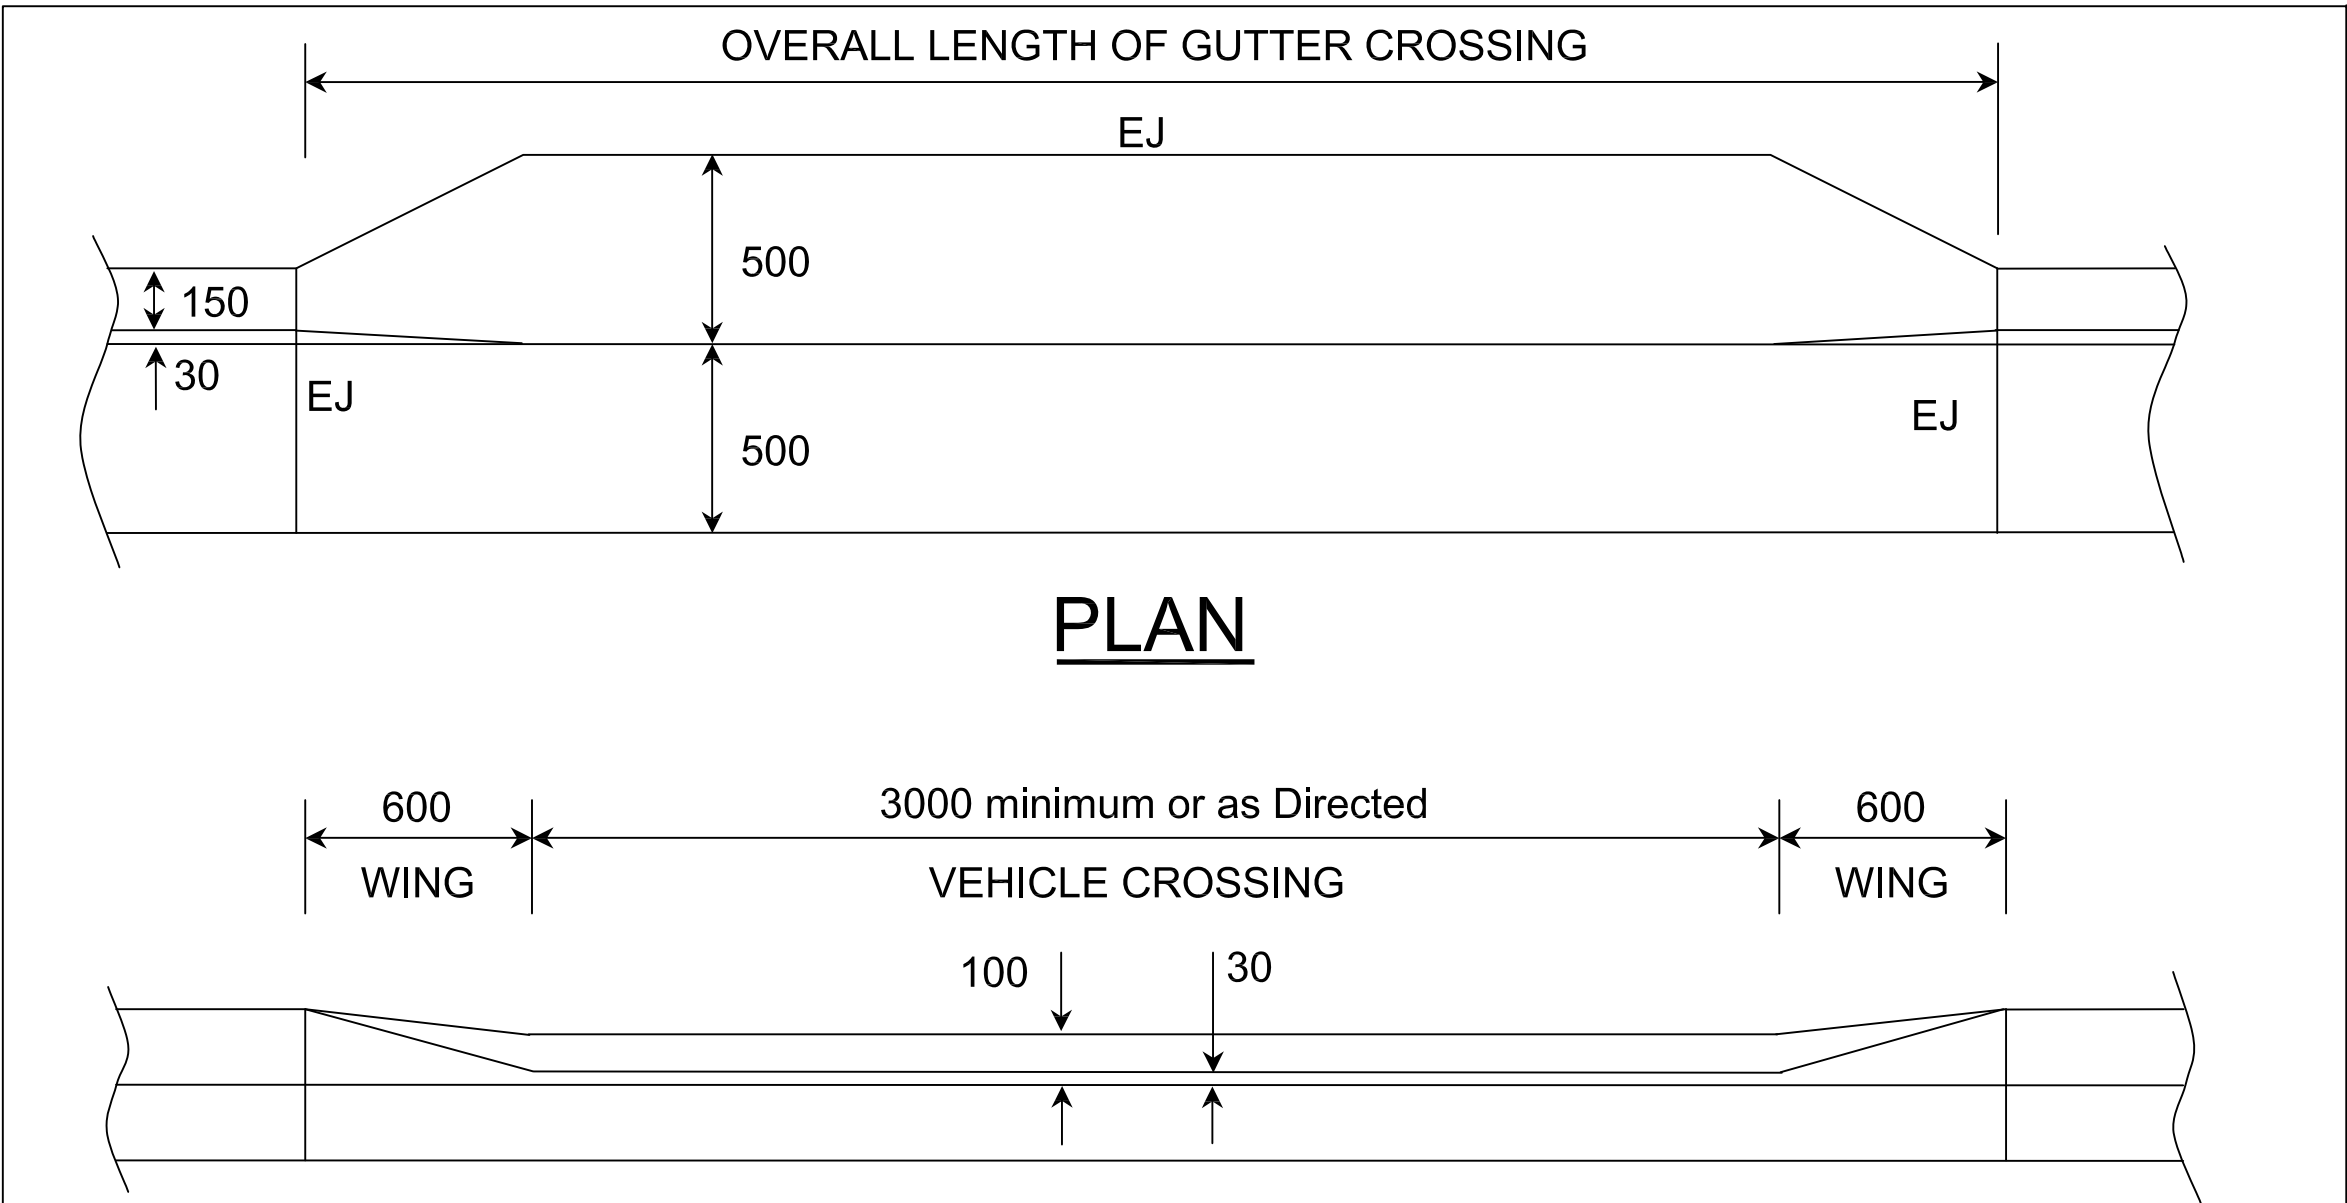 OVERALL LENGTH OF GUTTER CROSSING
EJ
500
150
30
EJ
EJ
500
PLAN
600
3000 minimum or as Directed
600
WING
VEHICLE CROSSING
WING
100
30